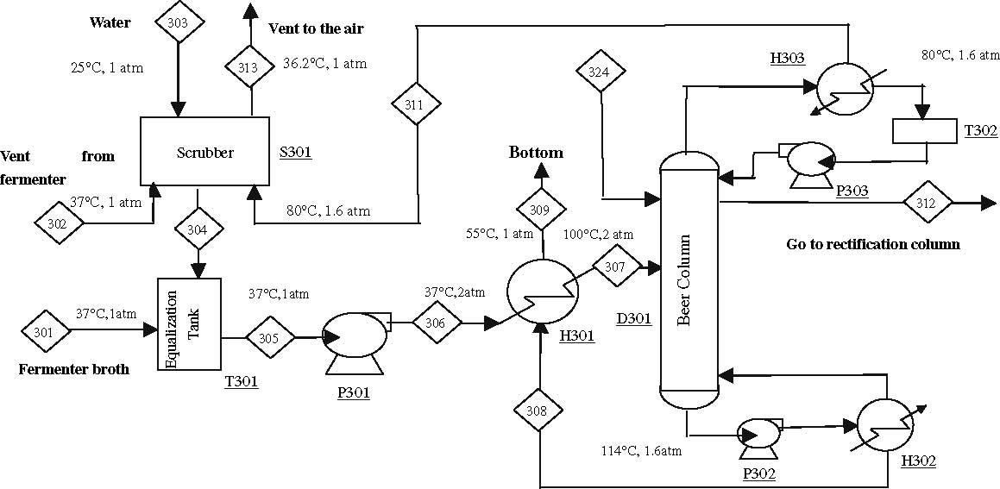 Water
303
Vent to the air
25°C, 1 atm
313
36.2°C, 1 atm
H303
80°C, 1.6 atm
324
311
Scrubber
S301
T302
Vent from
fermenter
Bottom
P303
37°C, 1 atm
302
304
80°C, 1.6 atm
309
312
55°C, 1 atm
100°C,2 atm
Go to rectification column
307
Beer Column
37°C,1atm
37°C,1atm
37°C,2atm
301
Equalization
Tank
305
306
D301
H301
Fermenter broth
T301
P301
308
114°C, 1.6atm
P302
H302